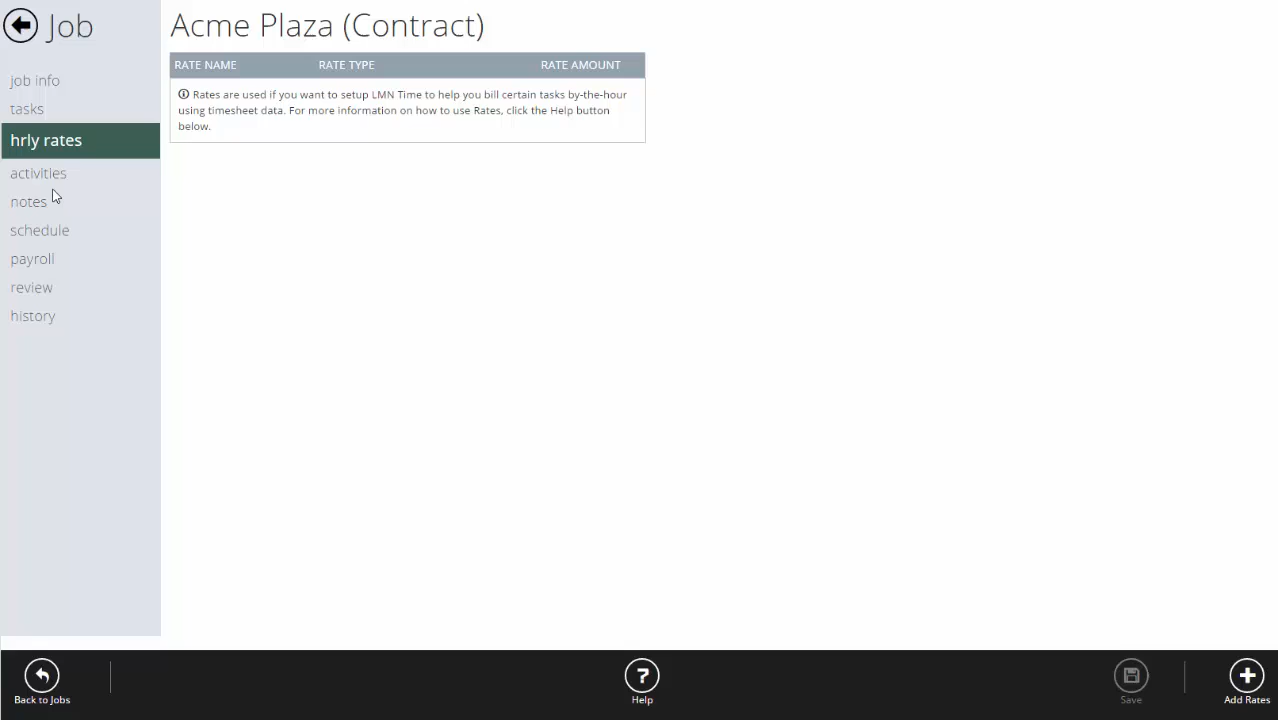 Job
job info
tasks
hrly rates
activities
notes
schedule
payroll
review
history
Acme Plaza (Contract)
RATE NAME RATE TYPE RATE AMOUNT
Rates are used if you want to setup LMN Time to help you bill certain tasks by-the-hour
using timesheet data. For more information on how to use Rates, click the Help button
below.
Back to Jobs
?
Help
Save
Add Rates